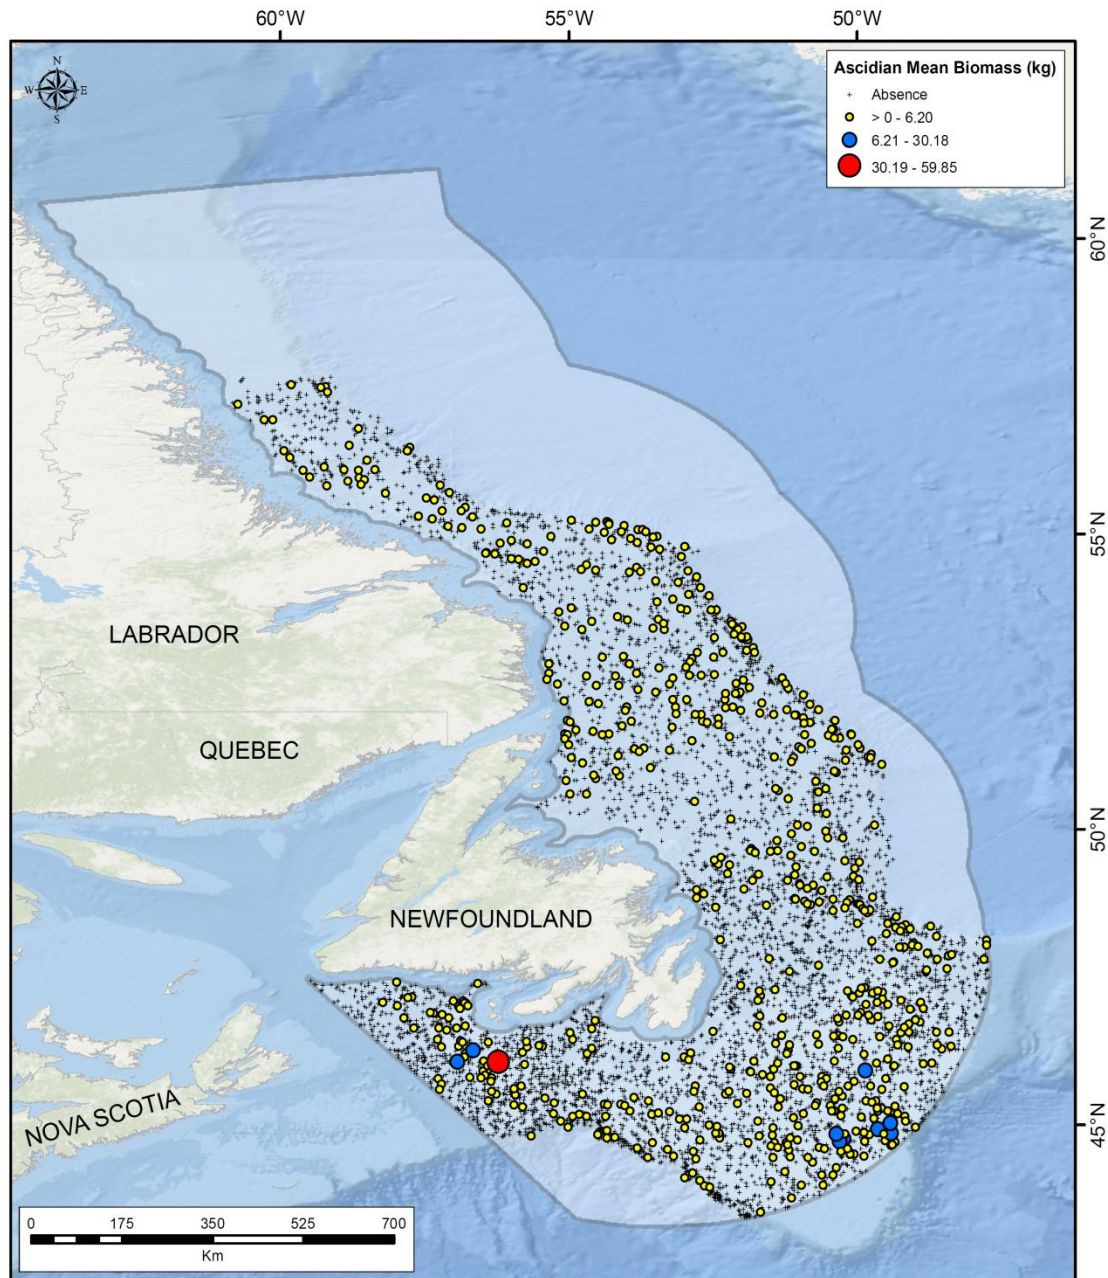 60°W 55°W 50°W
Ascidian Mean Biomass (kg)
Absence
> 0 - 6.20
6.21 - 30.18
30.19 - 59.85
N
W E
S
60°N
55°N
LABRADOR
QUEBEC
50°N
NEWFOUNDLAND
NOVA SCOTIA
45°N
0 175 350 525 700
Km